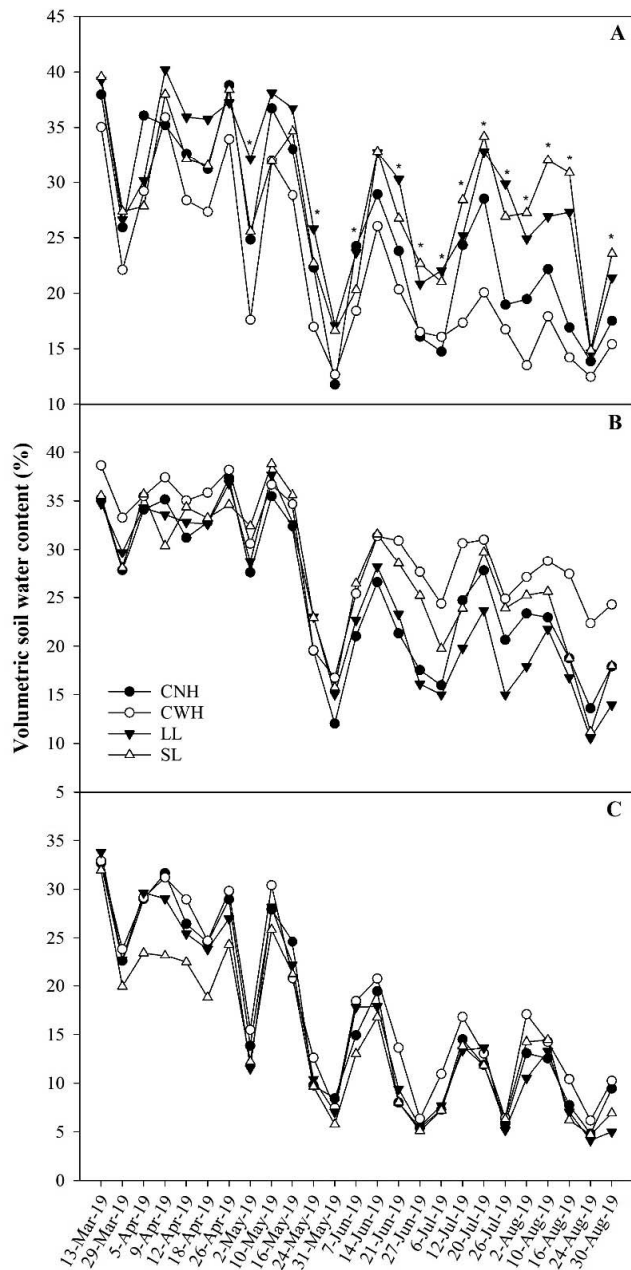 45
A
40
35
30
25
20
15
10
* * * * * * * * * * * * * *
B
40
35
30
25
20
15
10
5
CNH
CWH
LL
SL
Volumetric soil water content (%)
C
35
30
25
20
15
10
5
0
13-Mar-19
29-Mar-19
5-Apr-19
9-Apr-19
12-Apr-19
18-Apr-19
26-Apr-19
2-May-19
10-May-19
16-May-19
24-May-19
31-May-19
7-Jun-19
14-Jun-19
21-Jun-19
27-Jun-19
6-Jul-19
12-Jul-19
20-Jul-19
26-Jul-19
2-Aug-19
10-Aug-19
16-Aug-19
24-Aug-19
30-Aug-19